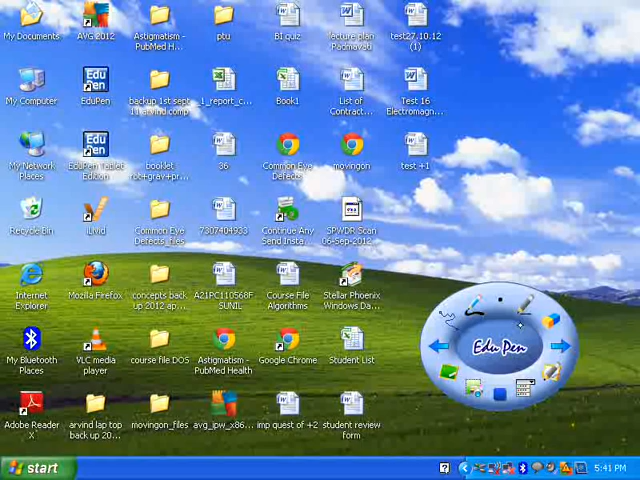 My Documents
AVG 2012
Astigmatism -
PubMed H...
ptu
BI quiz
lecture plan
Padmavati
test27.10.12
(1)
My Computer
EduPen
backup 1st sept
11 arvind comp
_1_report_c...
Book1
List of
Contract...
Test 16
Electromagn...
My Network
Places
EduPen Tablet
Edition
booklet
rbt+grav+pr...
36
Common Eye
Defects
movingon
test +1
Recycle Bin
Common Eye
Defects_files
7307404933
Continue Any
Send Insta...
SPWDR Scan
06-Sep-2012
Internet
Explorer
Mozilla Firefox
concepts back
up 2012 ap...
A21PC110568F
SUNIL
Course File
Algorithms
Stellar Phoenix
Windows Da...
My Bluetooth
Places
VLC media
player
course file DOS
Astigmatism -
PubMed Health
Google Chrome
Student List
Adobe Reader
X
arvind lap top
back up 20...
movingon_files
avg_ipw_x86...
imp quest of +2
student review
form
Edu Pen
start
5:41 PM